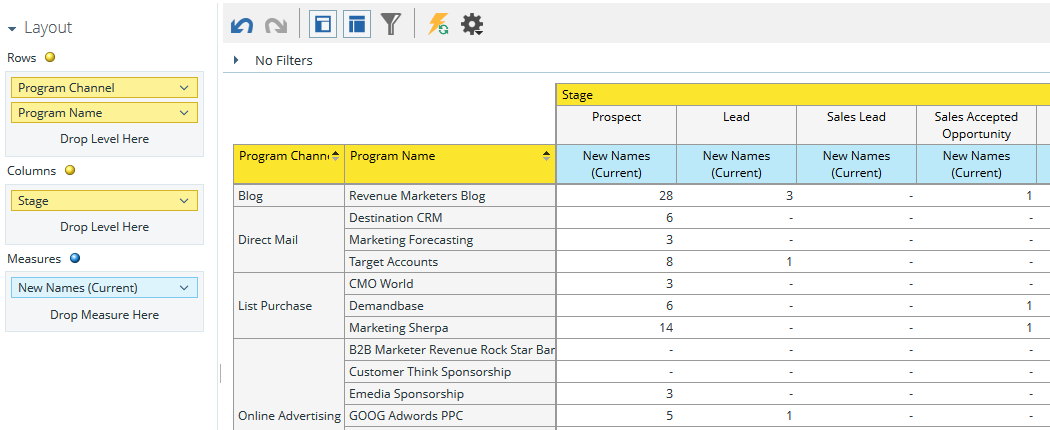 Layout
Rows
Program Channel
Program Name
Drop Level Here
Columns
Stage
Drop Level Here
Measures
New Names (Current)
Drop Measure Here
No Filters
Stage
Prospect Lead Sales Lead Sales Accepted
Opportunity
Program Chann Program Name New Names New Names New Names New Names
(Current) (Current) (Current) (Current)
Blog Revenue Marketers Blog 28 3 - 1
Destination CRM 6 - - -
Direct Mail Marketing Forecasting 3 - - -
Target Accounts 8 1 - -
CMO World 3 - - -
List Purchase Demandbase 6 - - 1
Marketing Sherpa 14 - - 1
B2B Marketer Revenue Rock Star Bar - - - -
Customer Think Sponsorship - - - -
Emedia Sponsorship 3 - - -
Online Advertising GOOG Adwords PPC 5 1 - -